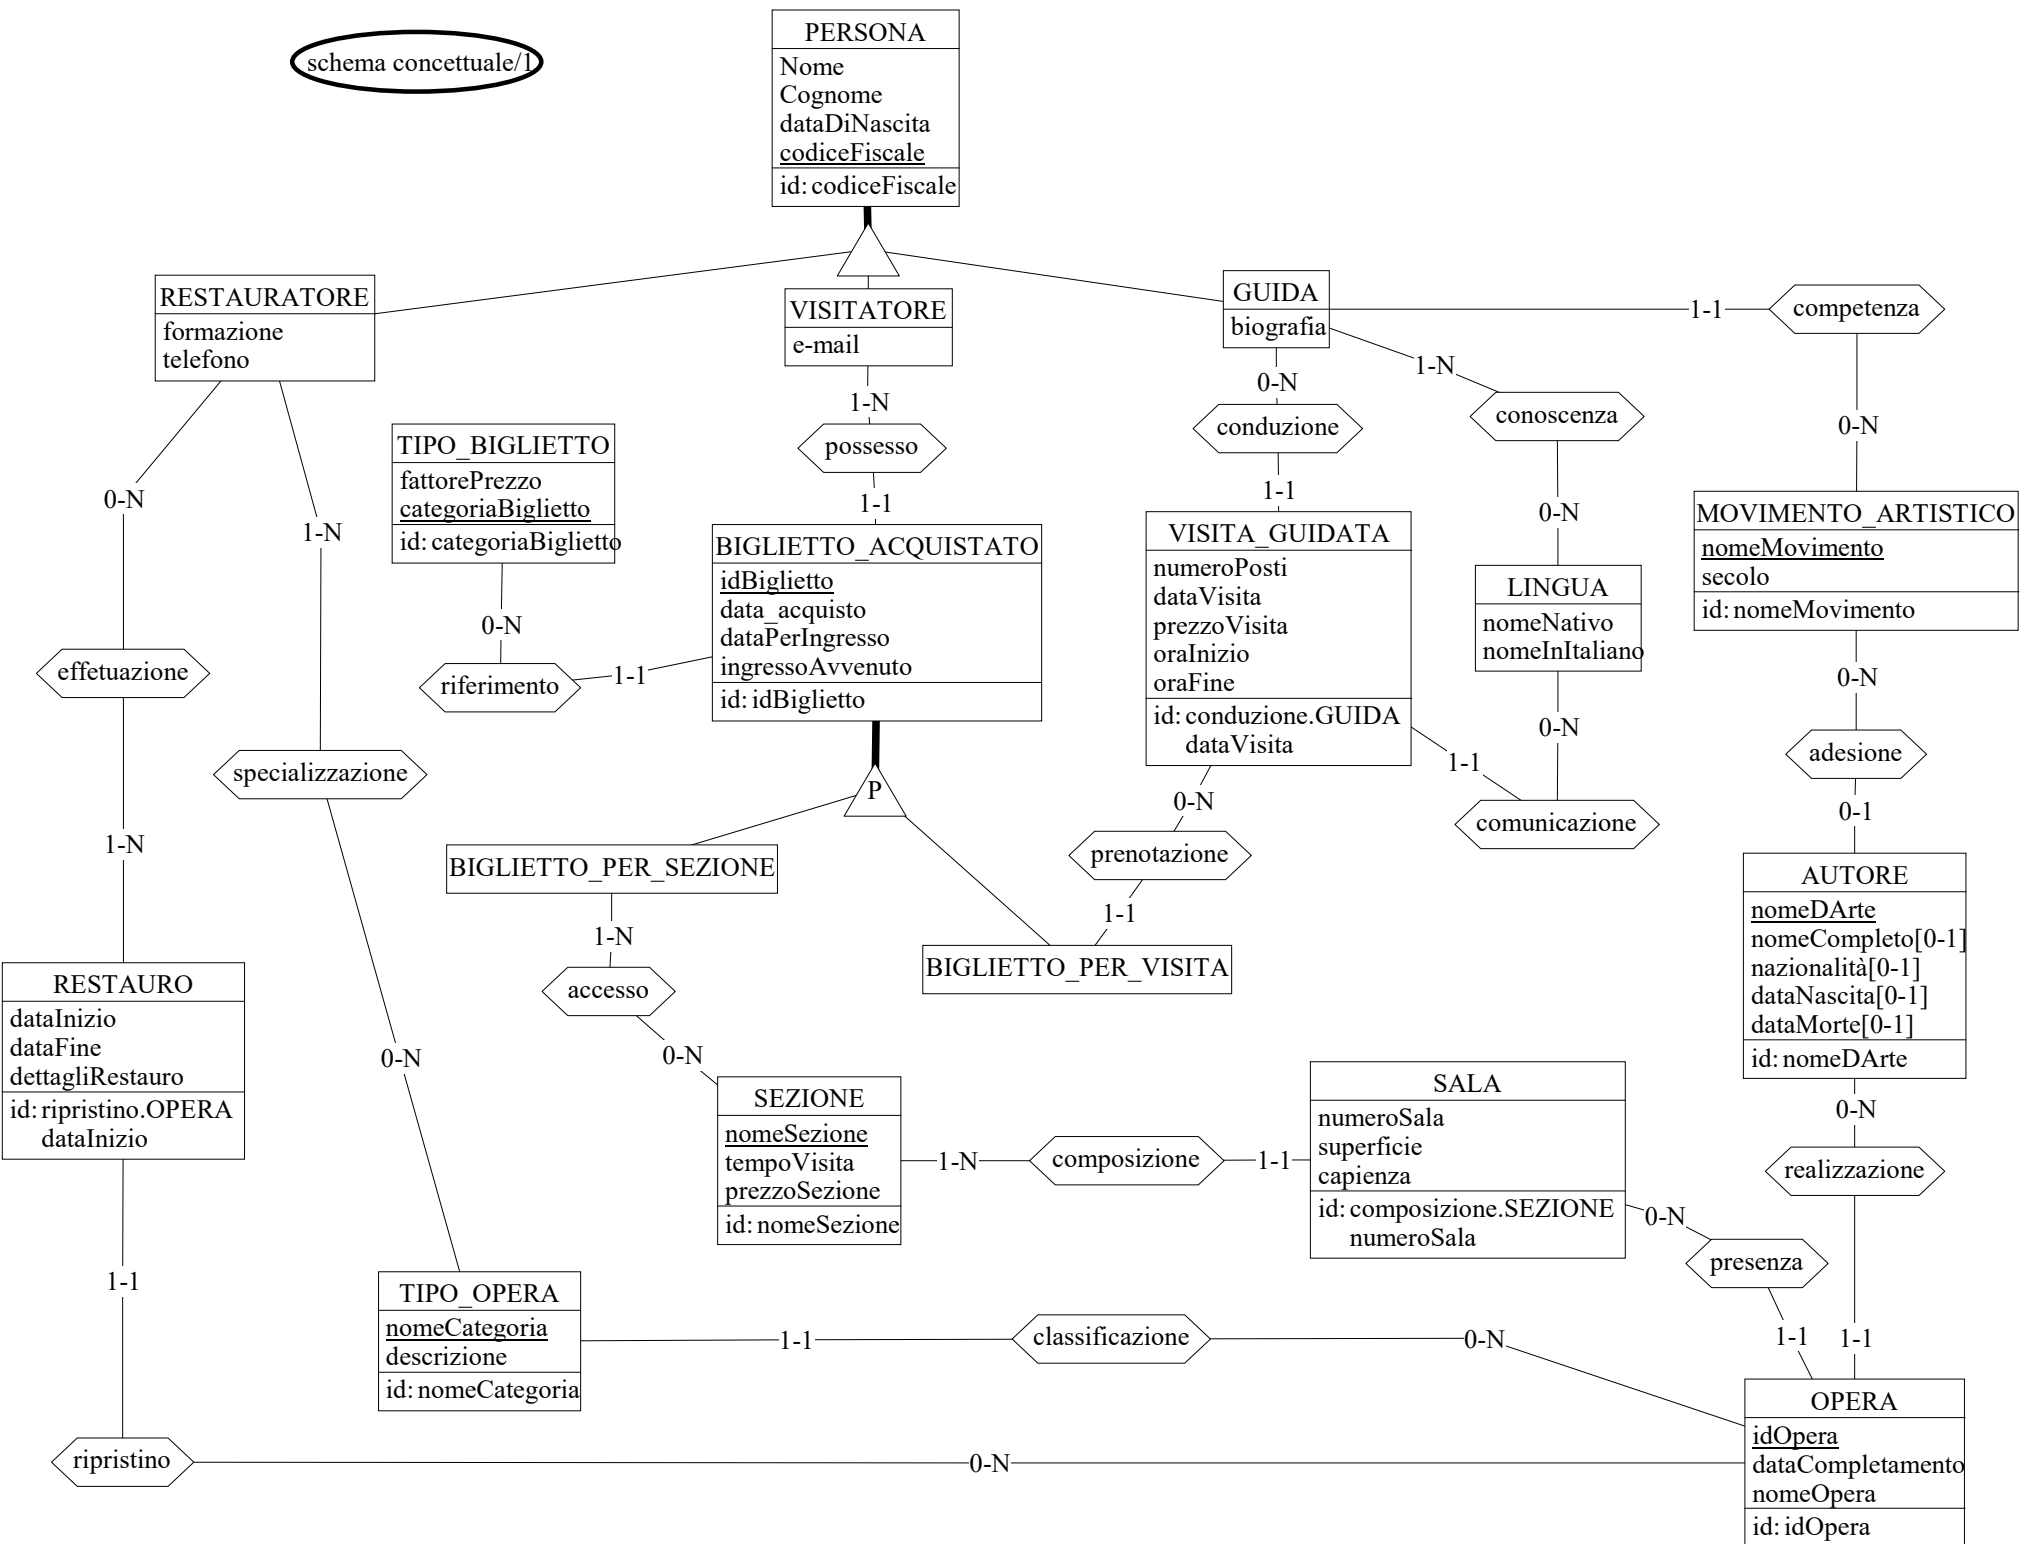 schema concettuale/1
PERSONA
Nome
Cognome
dataDiNascita
codiceFiscale
id: codiceFiscale
RESTAURATORE
formazione
telefono
VISITATORE
e-mail
GUIDA
biografia
1-1
competenza
0-N
1-N
conoscenza
0-N
conduzione
1-1
1-N
possesso
1-1
TIPO_BIGLIETTO
fattorePrezzo
categoriaBiglietto
id: categoriaBiglietto
0-N
riferimento
1-1
BIGLIETTO_ACQUISTATO
idBiglietto
data_acquisto
dataPerIngresso
ingressoAvvenuto
id: idBiglietto
VISITA_GUIDATA
numeroPosti
dataVisita
prezzoVisita
oraInizio
oraFine
id: conduzione.GUIDA
dataVisita
0-N
LINGUA
nomeNativo
nomeInItaliano
0-N
1-1
comunicazione
MOVIMENTO_ARTISTICO
nomeMovimento
secolo
id: nomeMovimento
0-N
adesione
0-1
0-N
effetuazione
1-N
1-N
specializzazione
0-N
P
BIGLIETTO_PER_SEZIONE
1-N
accesso
0-N
0-N
prenotazione
1-1
BIGLIETTO_PER_VISITA
AUTORE
nomeDArte
nomeCompleto[0-1]
nazionalità[0-1]
dataNascita[0-1]
dataMorte[0-1]
id: nomeDArte
0-N
realizzazione
1-1
RESTAURO
dataInizio
dataFine
dettagliRestauro
id: ripristino.OPERA
dataInizio
1-1
ripristino
0-N
SEZIONE
nomeSezione
tempoVisita
prezzoSezione
id: nomeSezione
1-N
composizione
1-1
SALA
numeroSala
superficie
capienza
id: composizione.SEZIONE
numeroSala
0-N
presenza
1-1
TIPO_OPERA
nomeCategoria
descrizione
id: nomeCategoria
1-1
classificazione
0-N
OPERA
idOpera
dataCompletamento
nomeOpera
id: idOpera